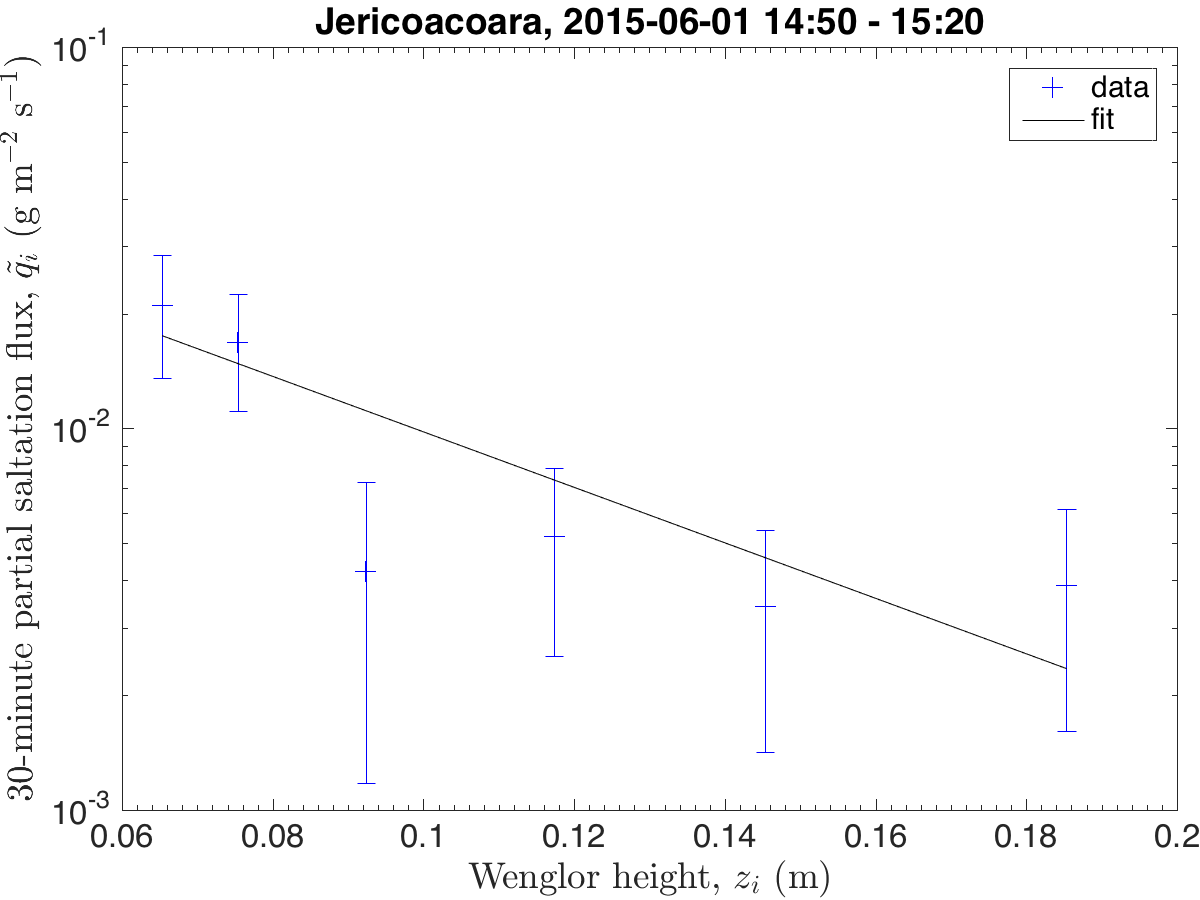 Jericoacoara, 2015-06-01 14:50 - 15:20
30-minute partial saltation flux, q̃ᵢ (g m⁻² s⁻¹)
10⁻¹
10⁻²
10⁻³
data
fit
0.06 0.08 0.1 0.12 0.14 0.16 0.18 0.2
Wenglor height, zᵢ (m)